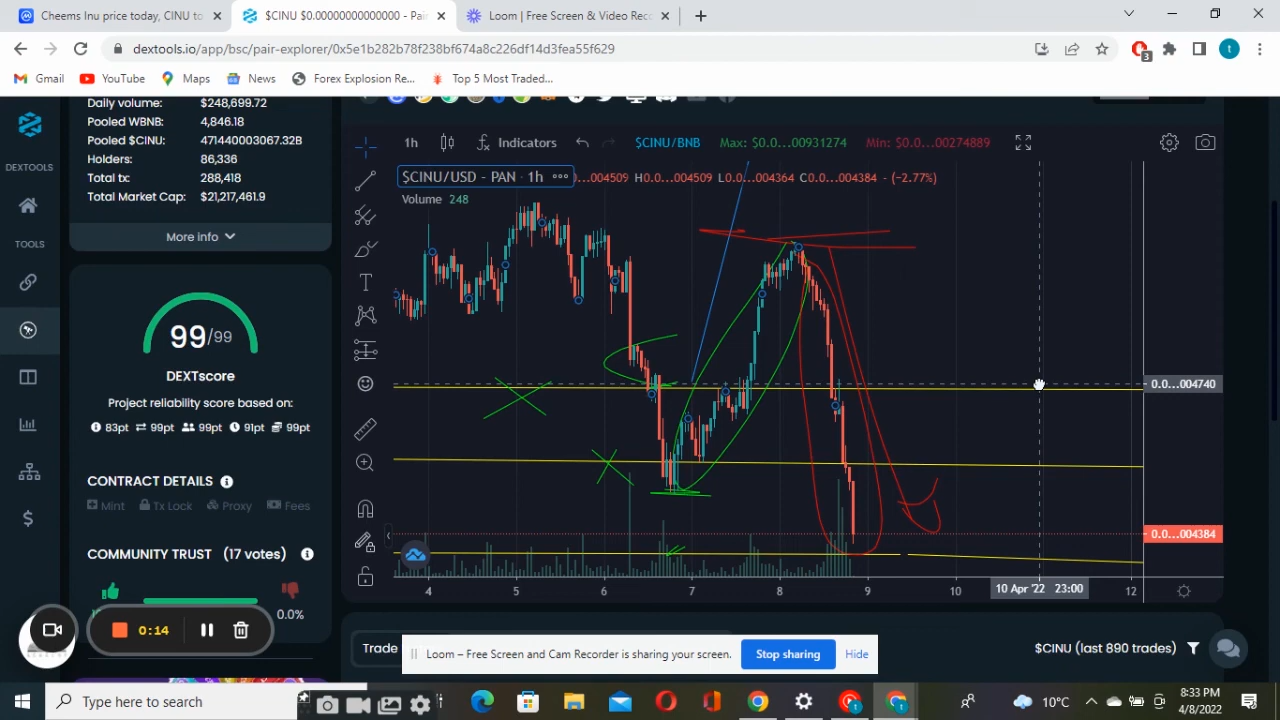 Cheems Inu price today, CINU to
$CINU $0.00000000000000 - Pair
Loom | Free Screen & Video Reco
dextools.io/app/bsc/pair-explorer/0x5e1b282b78f238bf674a8c226df14d3fea55f629
3
t
Gmail
YouTube
Maps
News
Forex Explosion Re...
Top 5 Most Traded...
DEXTOOLS
TOOLS
Daily volume: $248,699.72
Pooled WBNB: 4,846.18
Pooled $CINU: 471440003067.32B
Holders: 86,336
Total tx: 288,418
Total Market Cap: $21,217,461.9
More info
99/99
DEXTscore
Project reliability score based on:
83pt 99pt 99pt 91pt 99pt
CONTRACT DETAILS
Mint Tx Lock Proxy Fees
COMMUNITY TRUST (17 votes)
0.0%
0:14
1h Indicators $CINU/BNB Max: $0.0...00931274 Min: $0.0...00274889
$CINU/USD - PAN · 1h ...004509 H0.0...004509 L0.0...004364 C0.0...004384 - (−2.77%)
Volume 248
0.0...004740
0.0...004384
4 5 6 7 8 9 10 10 Apr '22 23:00 12
Trade
$CINU (last 890 trades)
Loom – Free Screen and Cam Recorder is sharing your screen.
Stop sharing
Hide
Type here to search
10°C
8:33 PM
4/8/2022